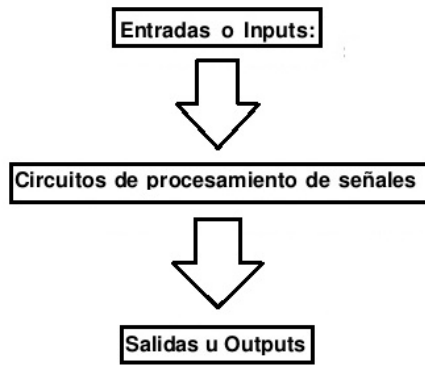 Entradas o Inputs:
Circuitos de procesamiento de señales
Salidas u Outputs